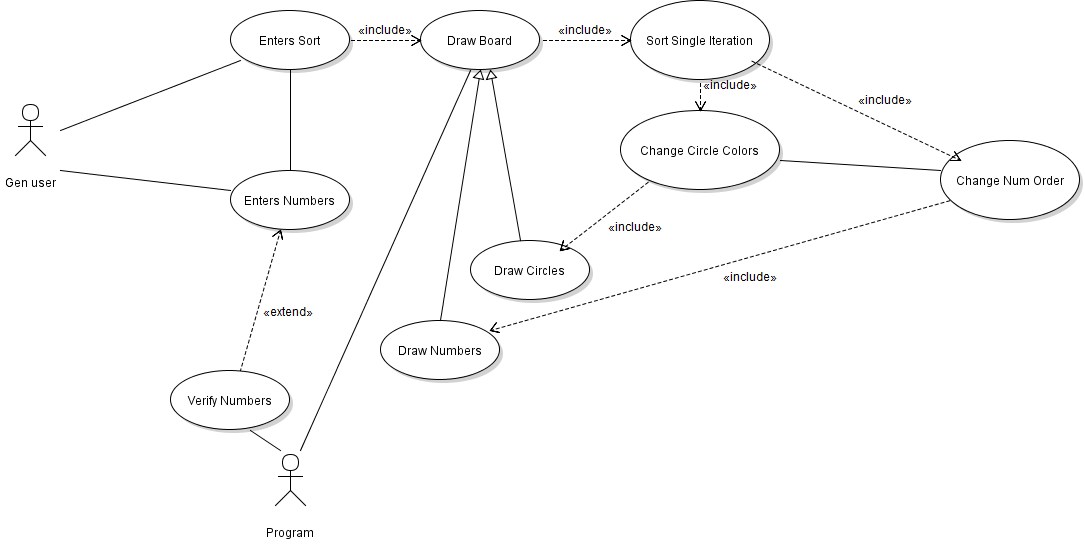 Enters Sort
«include»
Draw Board
«include»
Sort Single Iteration
«include»
«include»
Change Circle Colors
Gen user
Enters Numbers
Change Num Order
«include»
Draw Circles
«include»
«extend»
Draw Numbers
Verify Numbers
Program